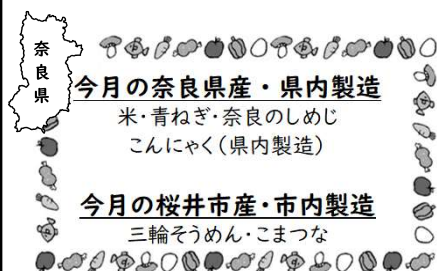 奈良県
今月の奈良県産・県内製造
米・青ねぎ・奈良のしめじ
こんにゃく(県内製造)
今月の桜井市産・市内製造
三輪そうめん・こまつな